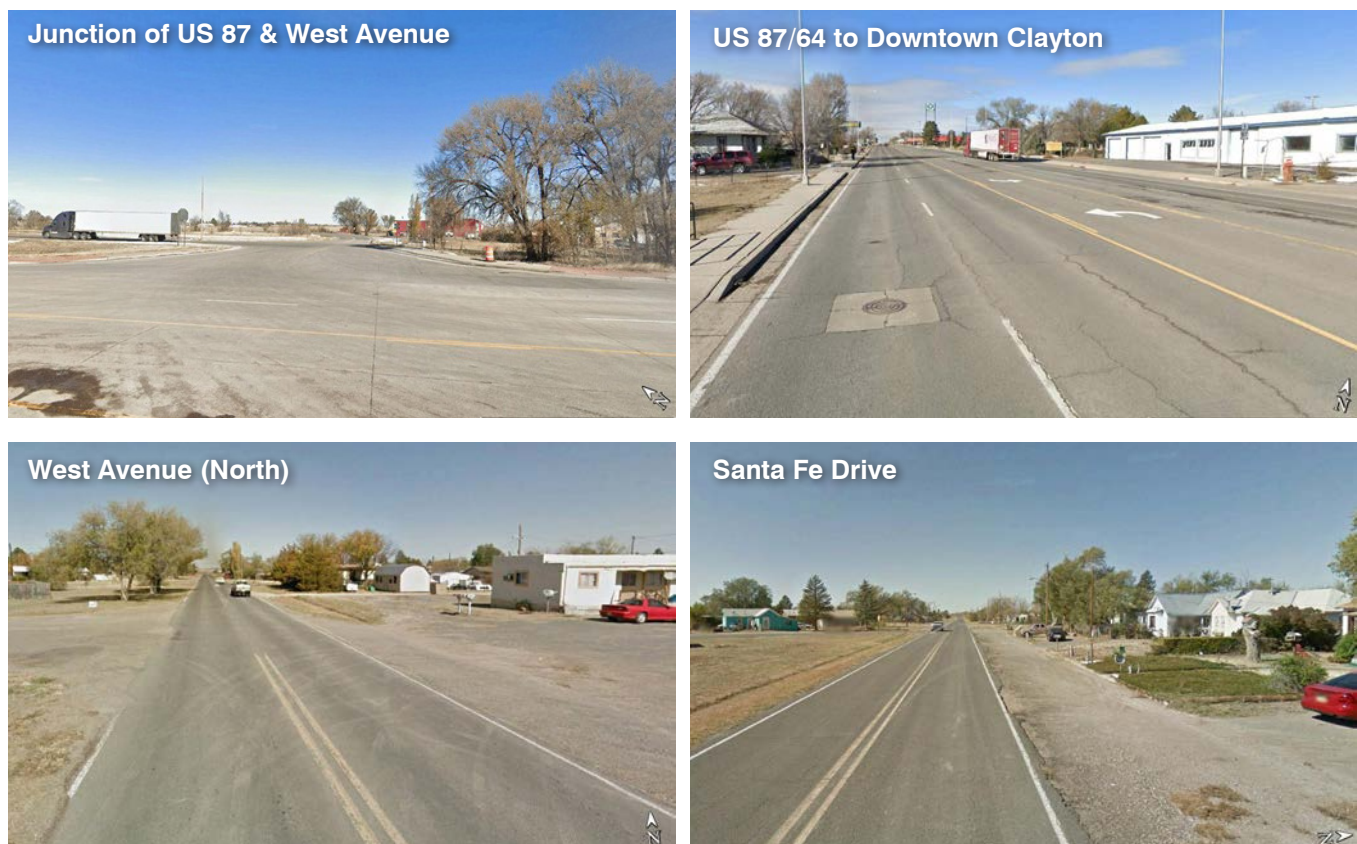 Junction of US 87 & West Avenue
US 87/64 to Downtown Clayton
N
N
West Avenue (North)
Santa Fe Drive
N
N